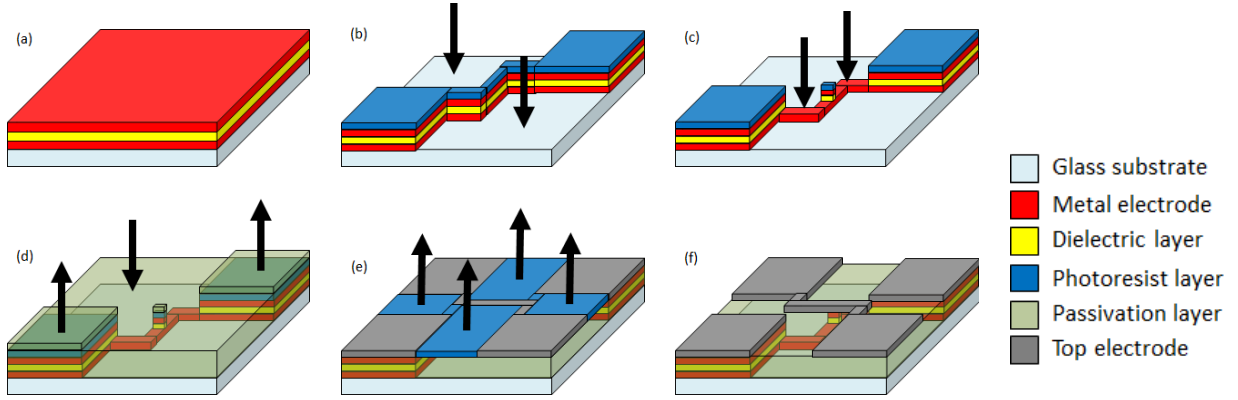 (a)
(b)
(c)
(d)
(e)
(f)
Glass substrate
Metal electrode
Dielectric layer
Photoresist layer
Passivation layer
Top electrode